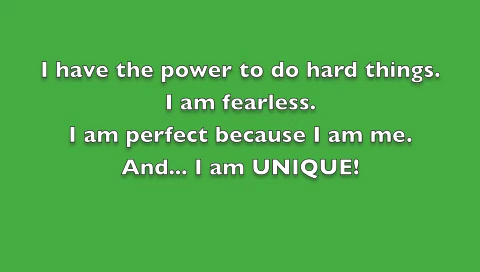 I have the power to do hard things.
I am fearless.
I am perfect because I am me.
And... I am UNIQUE!